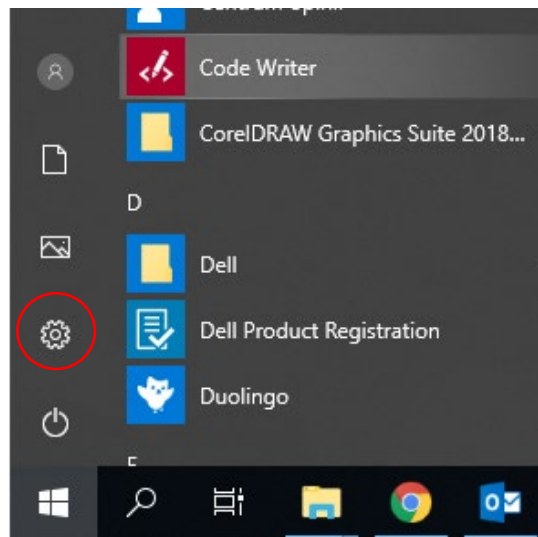 Code Writer
CorelDRAW Graphics Suite 2018...
D
Dell
Dell Product Registration
Duolingo